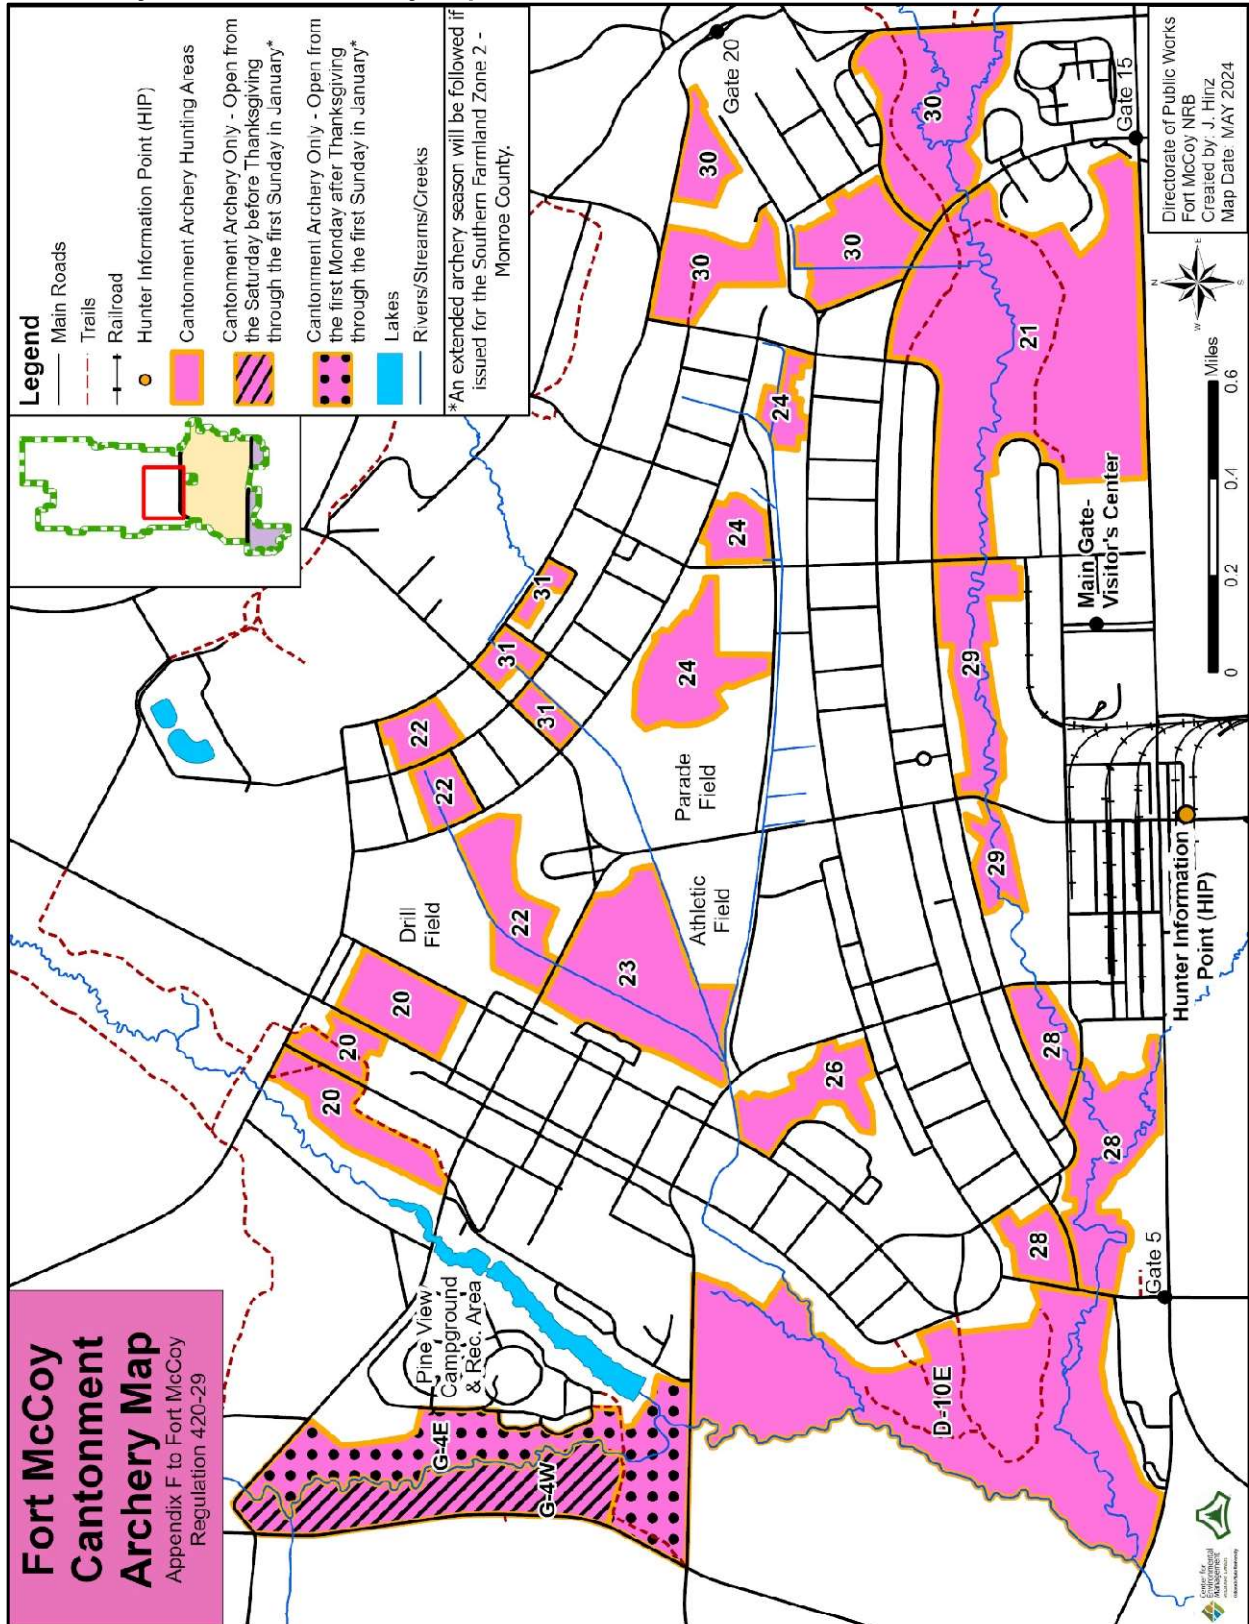 Fort McCoy
Cantonment
Archery Map
Appendix F to Fort McCoy
Regulation 420-29
Legend
Main Roads
Trails
Railroad
Hunter Information Point (HIP)
Cantonment Archery Hunting Areas
Cantonment Archery Only - Open from
the Saturday before Thanksgiving
through the first Sunday in January*
Cantonment Archery Only - Open from
the first Monday after Thanksgiving
through the first Sunday in January*
Lakes
Rivers/Streams/Creeks
*An extended archery season will be followed if
issued for the Southern Farmland Zone 2 -
Monroe County.
Gate 20
Pine View
Campground
& Rec. Area
G-4E
G-4W
20
20
20
Drill
Field
22
22
22
31
31
31
30
30
30
30
23
24
24
24
Parade
Field
Athletic
Field
26
D-10E
28
28
28
29
29
21
Gate 5
Gate 15
Hunter Information
Point (HIP)
Main Gate-
Visitor's Center
0
0.2
0.4
0.6
Miles
N
E
S
W
Directorate of Public Works
Fort McCoy NRB
Created by: J. Hinz
Map Date: MAY 2024
Center for
Environmental
Management